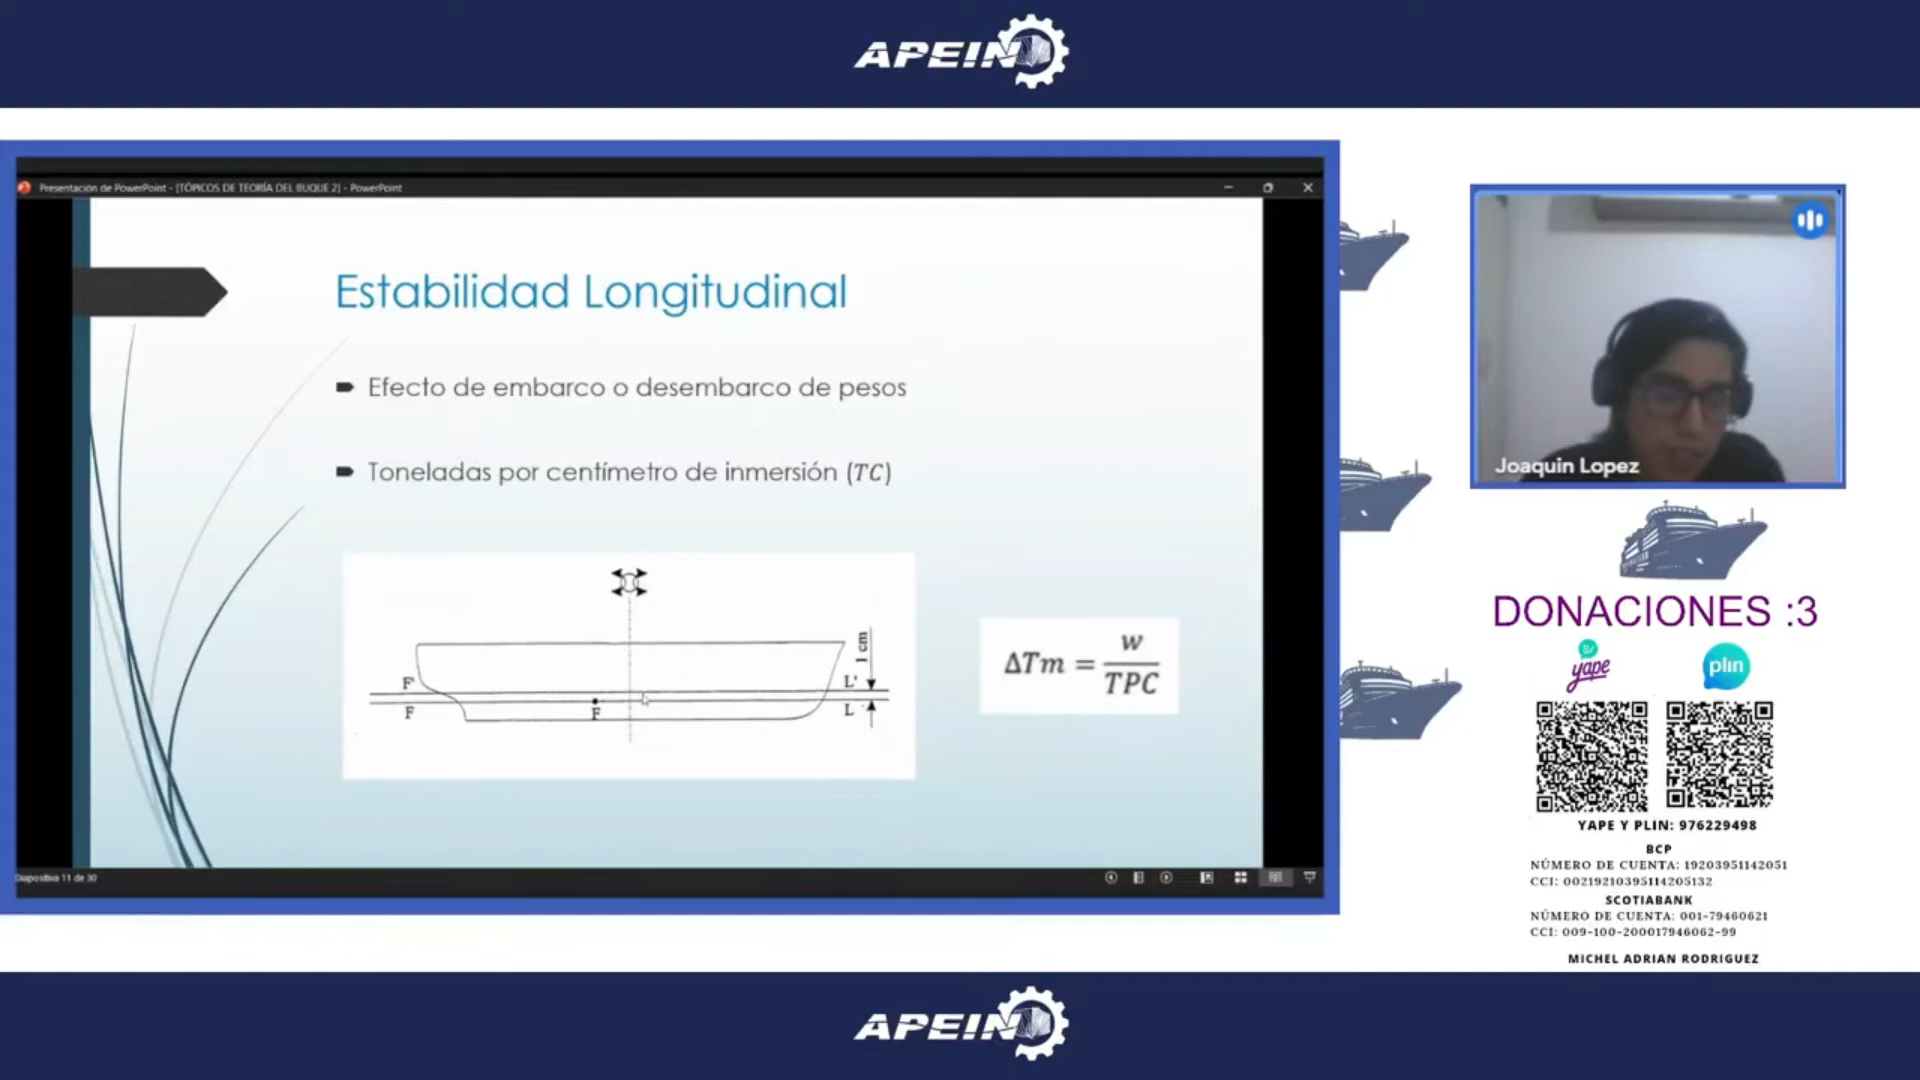 APEIN
Presentación de PowerPoint - [TÓPICOS DE TEORÍA DEL BUQUE 2] - PowerPoint
Estabilidad Longitudinal
Efecto de embarco o desembarco de pesos
Toneladas por centímetro de inmersión (TC)
1 cm
F' L'
F F L
ΔTm = w / TPC
Diapositiva 11 de 30
Joaquin Lopez
DONACIONES :3
S/ yape plin
YAPE Y PLIN: 976229498
BCP
NÚMERO DE CUENTA: 19203951142051
CCI: 00219210395114205132
SCOTIABANK
NÚMERO DE CUENTA: 001-79460621
CCI: 009-100-200017946062-99
MICHEL ADRIAN RODRIGUEZ
APEIN